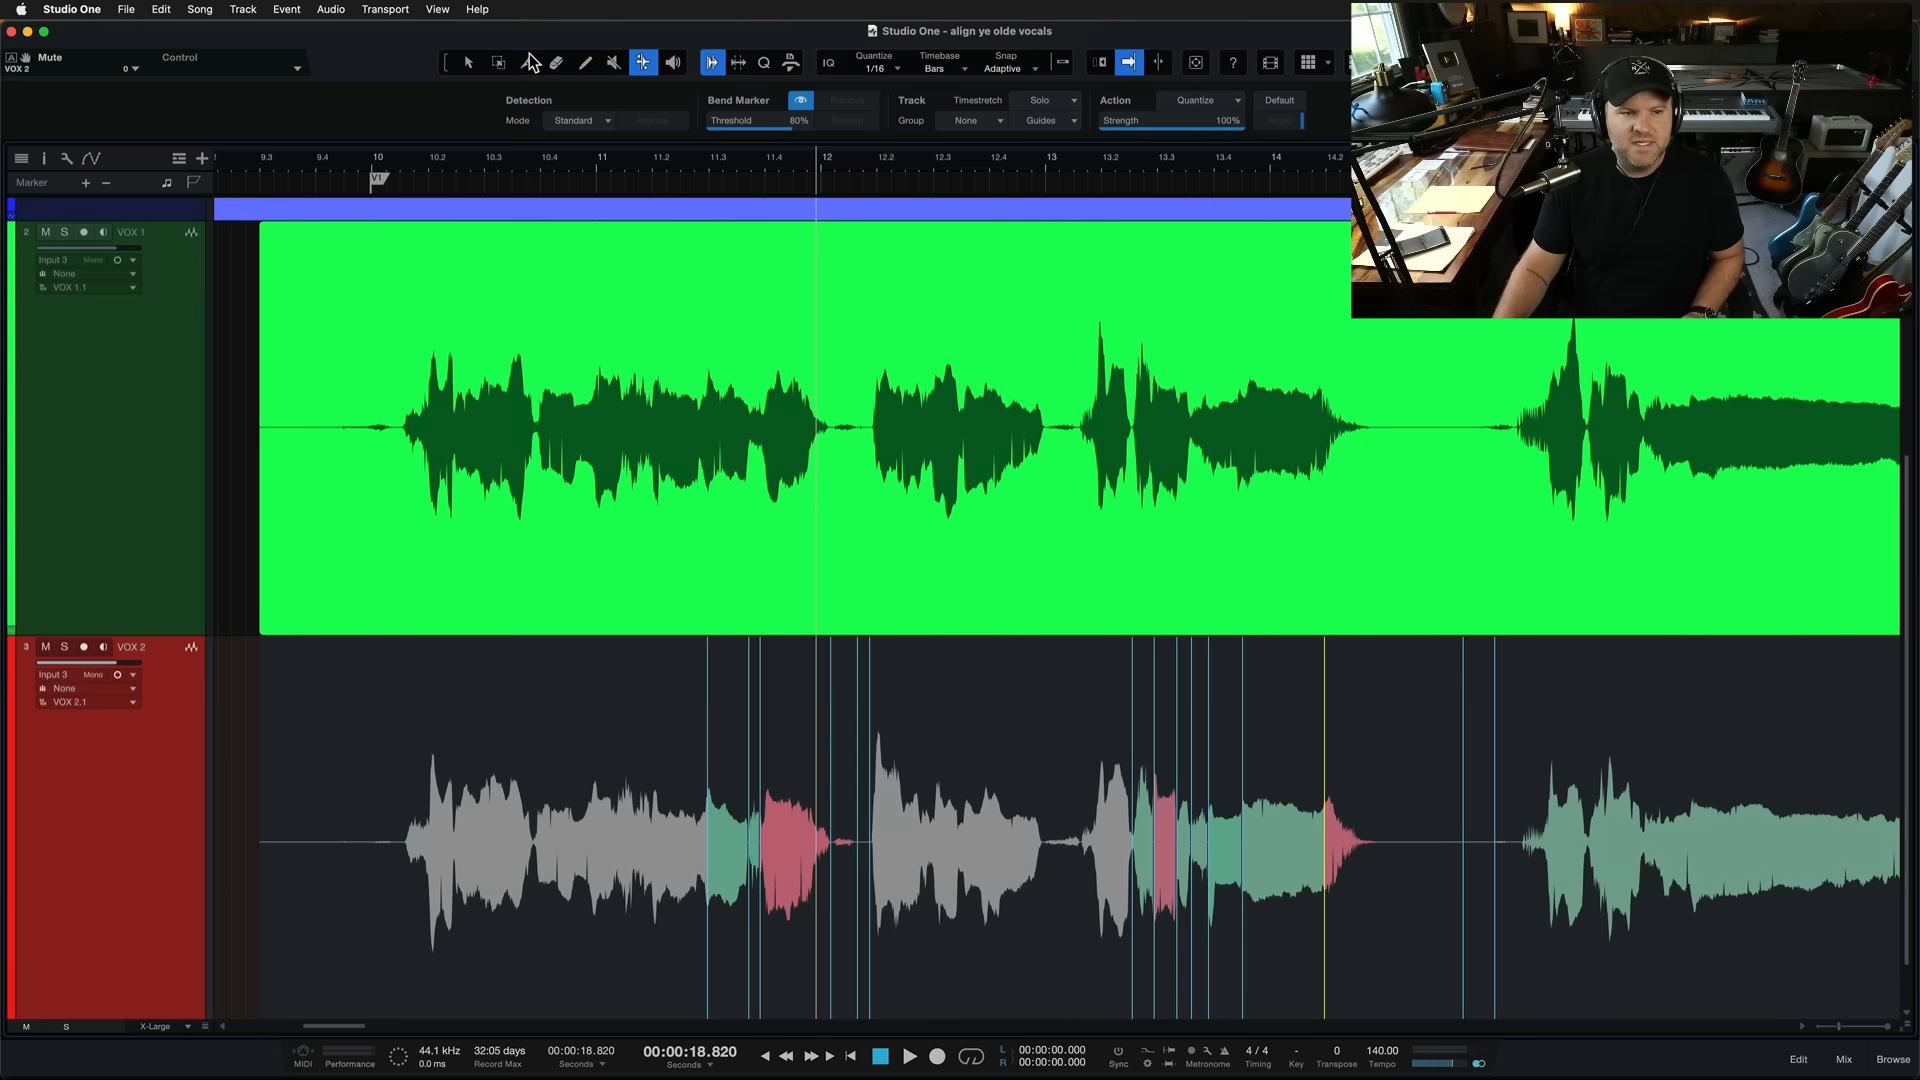 Studio One File Edit Song Track Event Audio Transport View Help
Studio One - align ye olde vocals
Mute Control
VOX 2 0
IQ Quantize Timebase Snap
1/16 Bars Adaptive
?
Detection Bend Marker Track Timestretch Solo Action Quantize Default
Mode Standard Threshold 80% Group None Guides Strength 100%
9.3 9.4 10 10.2 10.3 10.4 11 11.2 11.3 11.4 12 12.2 12.4 12.4 13 13.2 13.3 13.4 14 14.2
Marker + − V1
2 M S VOX 1
Input 3 Mono
None
VOX 1.1
3 M S VOX 2
Input 3 Mono
None
VOX 2.1
M S X-Large
MIDI Performance
44.1 kHz 32:05 days 00:00:18.820 00:00:18.820 L 00:00:00.000 4 / 4 - 0 140.00
0.0 ms Record Max Seconds Seconds R 00:00:00.000 Sync Metronome Timing Key Transpose Tempo
Edit Mix Browse